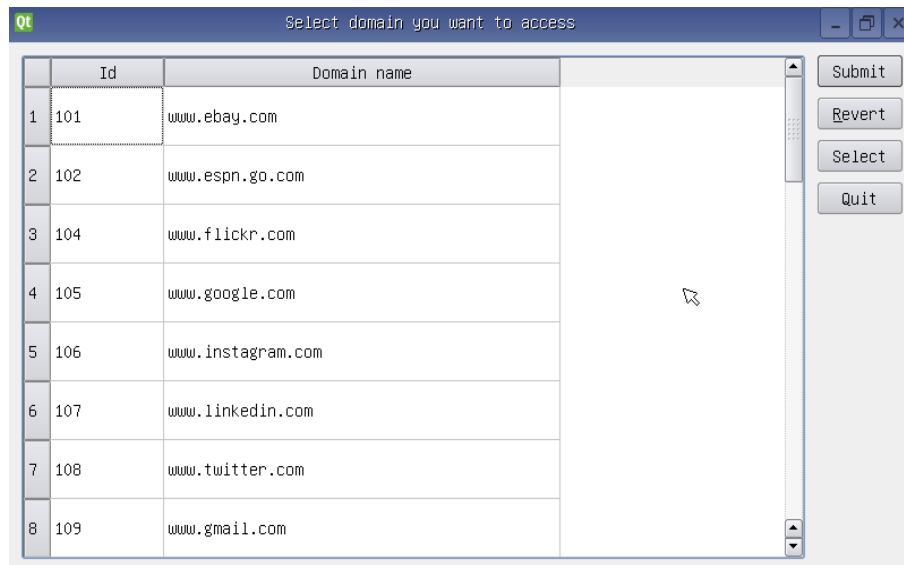 Qt Select domain you want to access
Id Domain name
1 101 www.ebay.com
2 102 www.espn.go.com
3 104 www.flickr.com
4 105 www.google.com
5 106 www.instagram.com
6 107 www.linkedin.com
7 108 www.twitter.com
8 109 www.gmail.com
Submit
Revert
Select
Quit